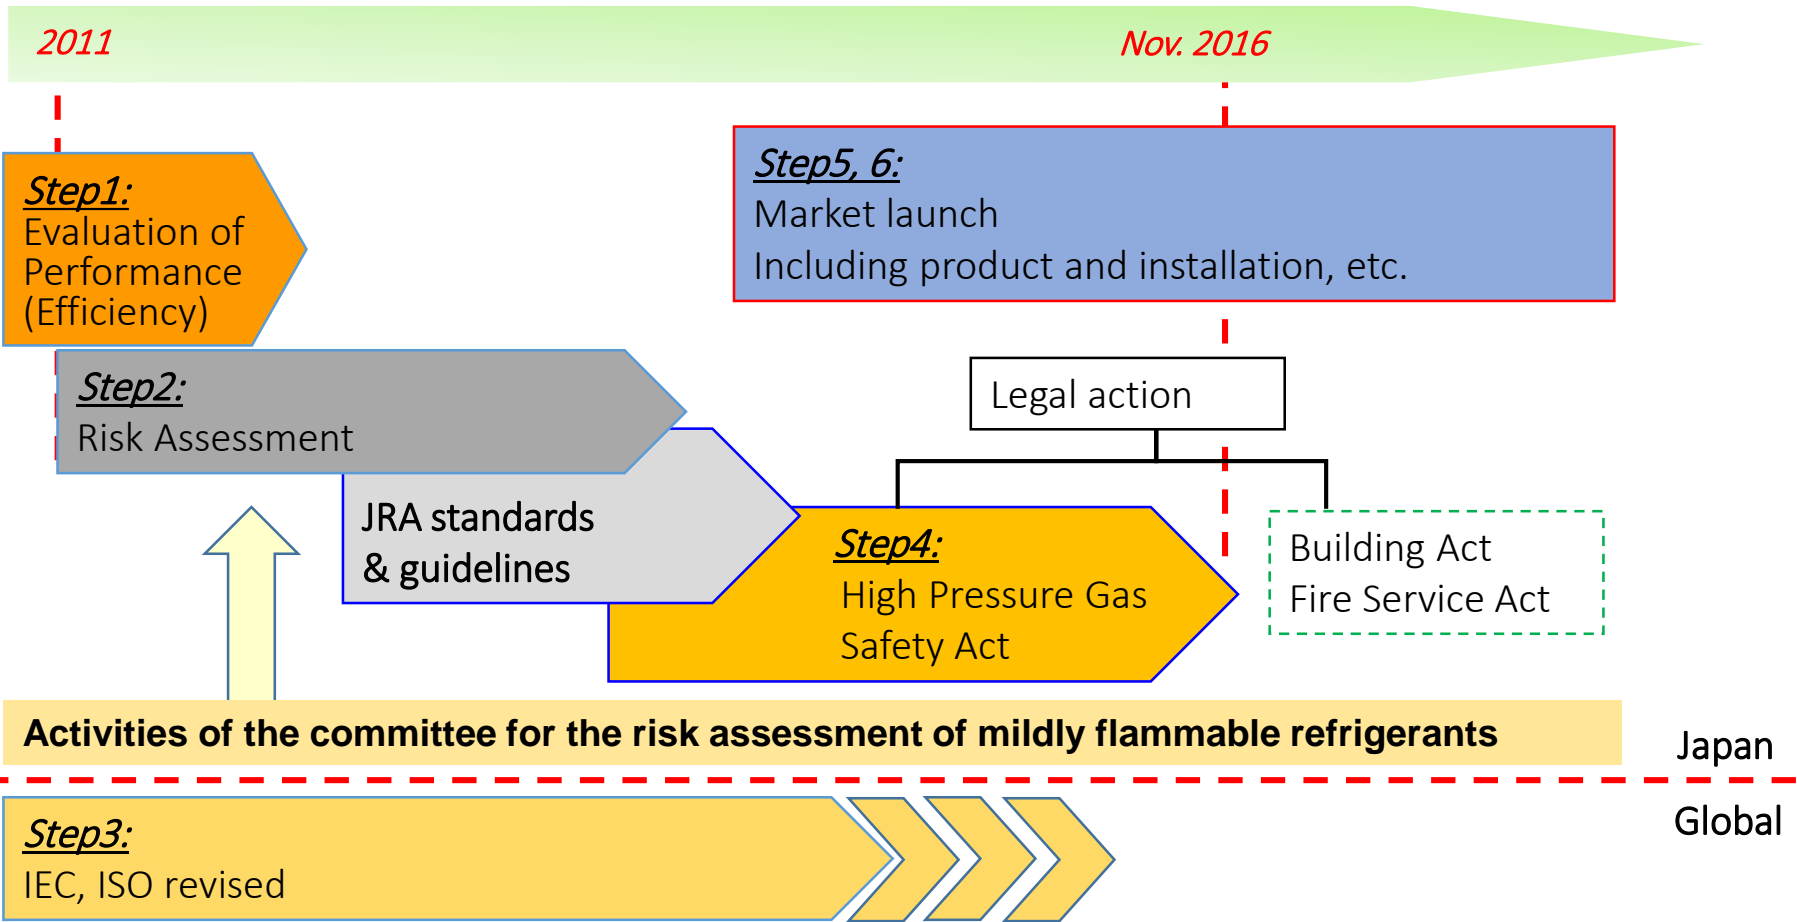 2011
Nov. 2016
Step1:
Evaluation of
Performance
(Efficiency)
Step5, 6:
Market launch
Including product and installation, etc.
Step2:
Risk Assessment
Legal action
JRA standards
& guidelines
Step4:
High Pressure Gas
Safety Act
Building Act
Fire Service Act
Activities of the committee for the risk assessment of mildly flammable refrigerants
Japan
Global
Step3:
IEC, ISO revised